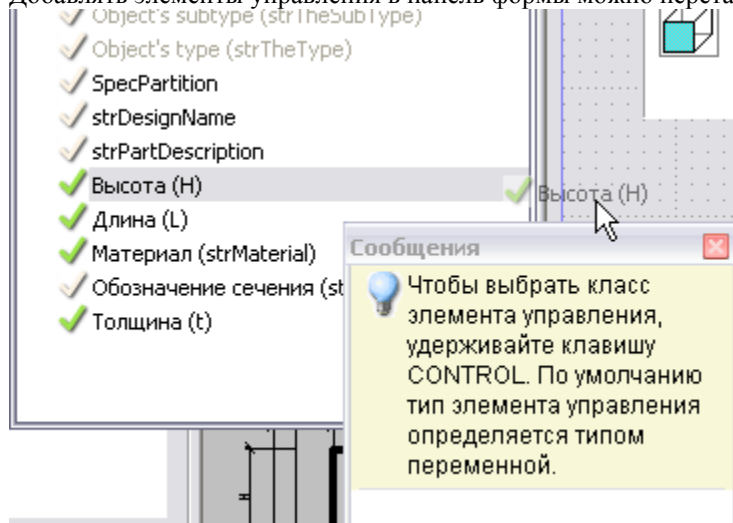 Добавлять элементы управления в панель формы можно перета
Object's subtype (strTheSubType)
Object's type (strTheType)
SpecPartition
strDesignName
strPartDescription
Высота (H)
Высота (H)
Длина (L)
Материал (strMaterial)
Обозначение сечения (st
Толщина (t)
Сообщения
Чтобы выбрать класс
элемента управления,
удерживайте клавишу
CONTROL. По умолчанию
тип элемента управления
определяется типом
переменной.
H